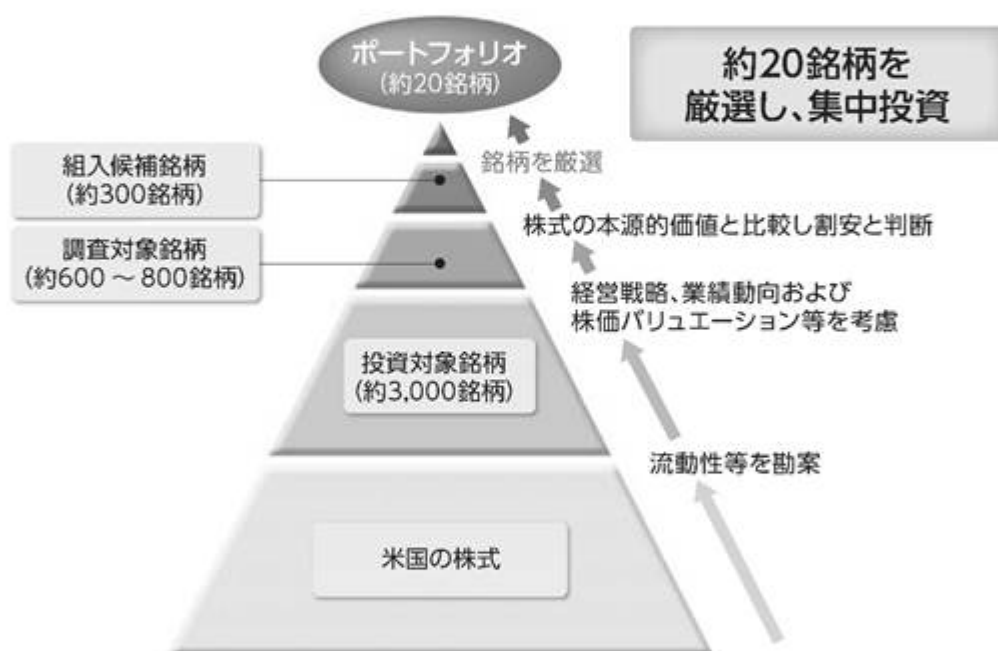 ポートフォリオ
(約20銘柄)
約20銘柄を
厳選し、集中投資
銘柄を厳選
組入候補銘柄
(約300銘柄)
株式の本源的価値と比較し割安と判断
調査対象銘柄
(約600 〜 800銘柄)
経営戦略、業績動向および
株価バリュエーション等を考慮
投資対象銘柄
(約3,000銘柄)
流動性等を勘案
米国の株式